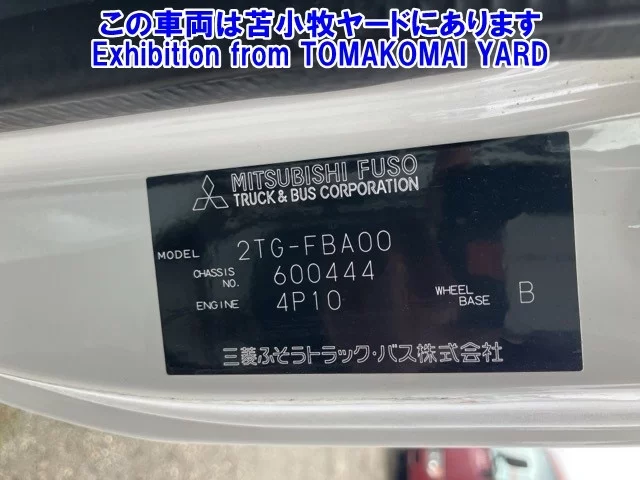 この車両は苫小牧ヤードにあります
Exhibition from TOMAKOMAI YARD
MITSUBISHI FUSO
TRUCK & BUS CORPORATION
MODEL 2TG-FBA00
CHASSIS NO. 600444
ENGINE 4P10 WHEEL BASE B
三菱ふそうトラック・バス株式会社